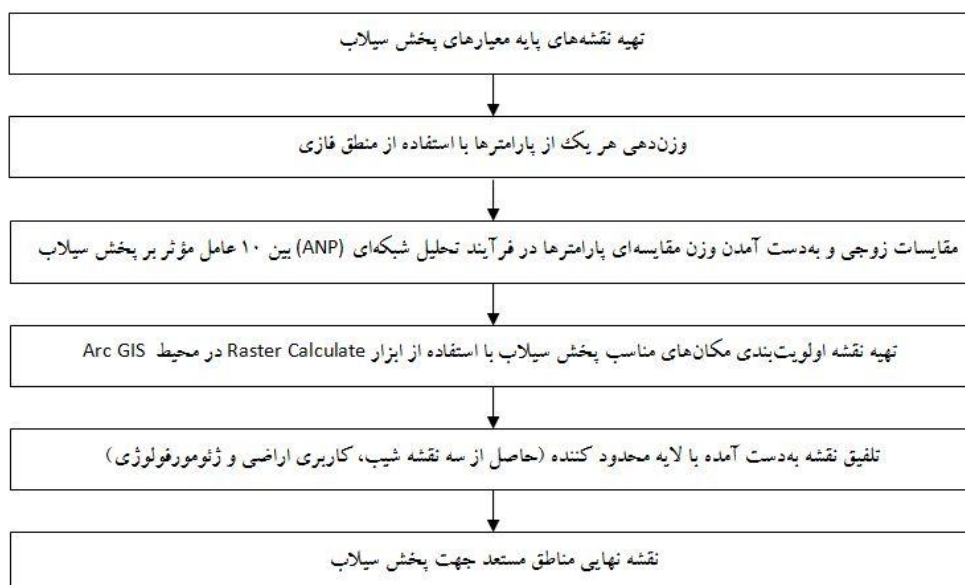 تهیه نقشه‌های پایه معیارهای پخش سیلاب
وزن‌دهی هر یک از پارامترها با استفاده از منطق فازی
مقایسات زوجی و به‌دست آمدن وزن مقایسه‌ای پارامترها در فرآیند تحلیل شبکه‌ای (ANP) بین ۱۰ عامل مؤثر بر پخش سیلاب
تهیه نقشه اولویت‌بندی مکان‌های مناسب پخش سیلاب با استفاده از ابزار Raster Calculate در محیط Arc GIS
تلفیق نقشه به‌دست آمده با لایه محدود کننده (حاصل از سه نقشه شیب، کاربری اراضی و ژئومورفولوژی)
نقشه نهایی مناطق مستعد جهت پخش سیلاب